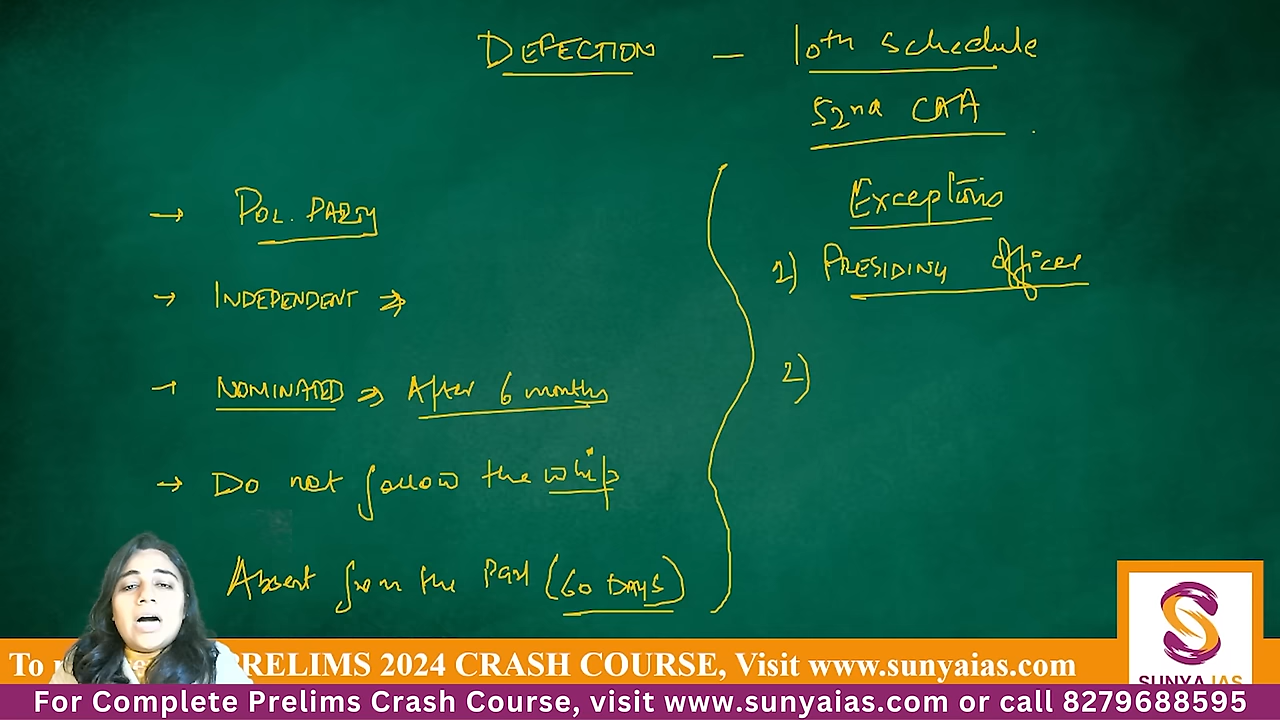 DEFECTION - 10th schedule
52nd CAA
→ POL. PARTY
→ INDEPENDENT ⇒
→ NOMINATED ⇒ After 6 months
→ Do not follow the whip
Absent from the Parl (60 DAYS)
Exceptions
1) PRESIDING officer
2)
To RELIMS 2024 CRASH COURSE, Visit www.sunyaias.com
SUNYA IAS
For Complete Prelims Crash Course, visit www.sunyaias.com or call 8279688595